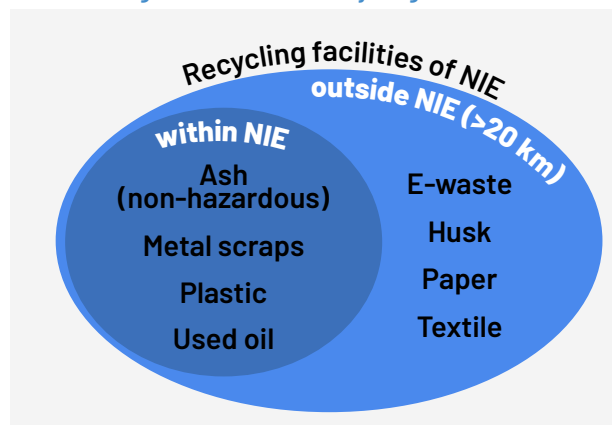 Recycling facilities of NIE
outside NIE (>20 km)
within NIE
Ash
(non-hazardous)
Metal scraps
Plastic
Used oil
E-waste
Husk
Paper
Textile